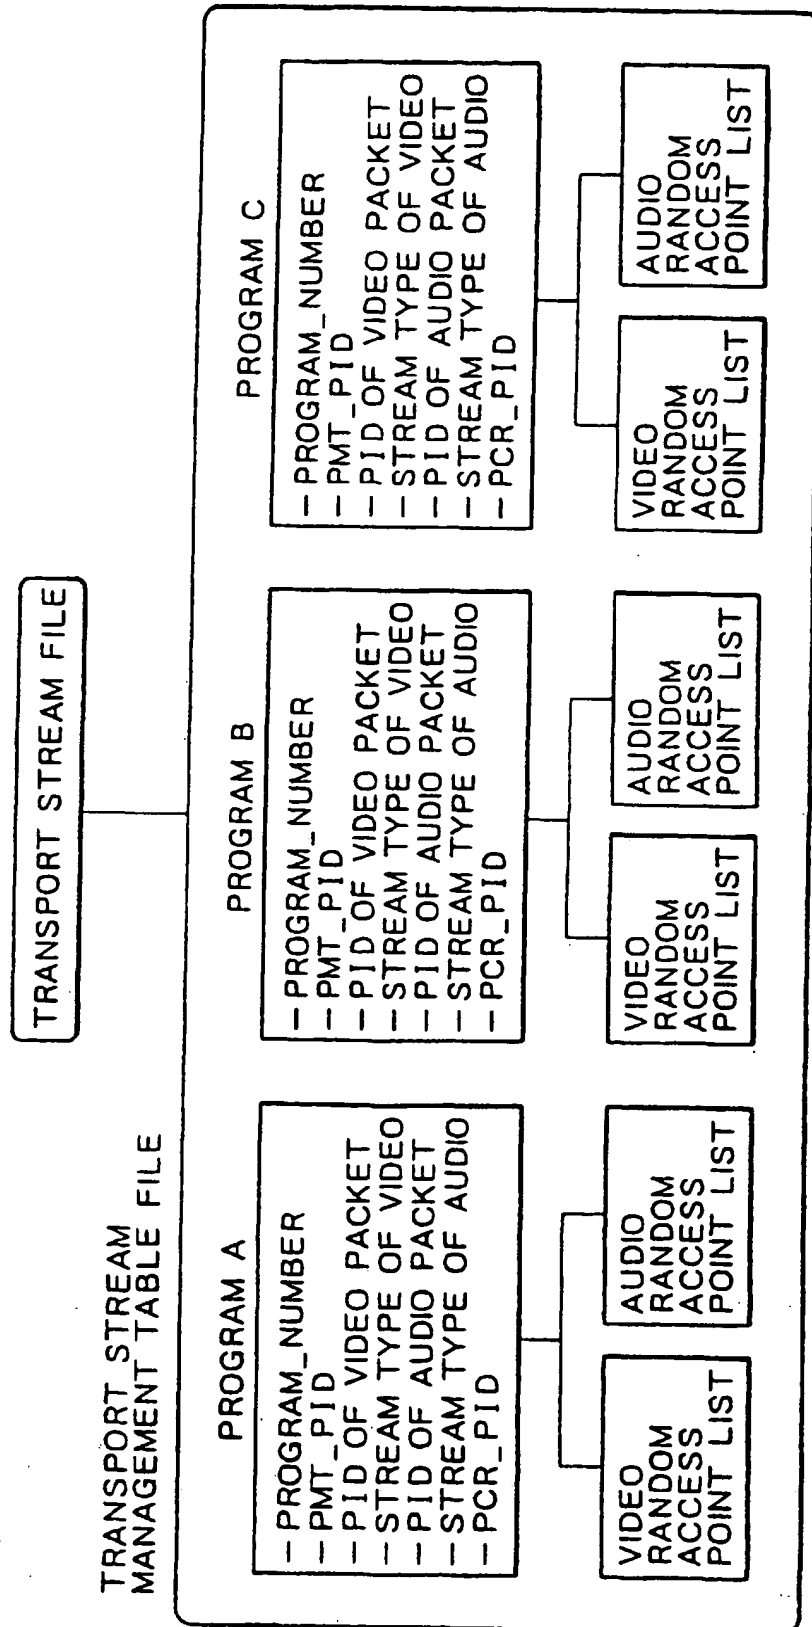 TRANSPORT STREAM FILE
TRANSPORT STREAM
MANAGEMENT TABLE FILE
PROGRAM A
-PROGRAM_NUMBER
-PMT_PID
-PID OF VIDEO PACKET
-STREAM TYPE OF VIDEO
-PID OF AUDIO PACKET
-STREAM TYPE OF AUDIO
-PCR_PID
VIDEO
RANDOM
ACCESS
POINT LIST
AUDIO
RANDOM
ACCESS
POINT LIST
PROGRAM B
-PROGRAM_NUMBER
-PMT_PID
-PID OF VIDEO PACKET
-STREAM TYPE OF VIDEO
-PID OF AUDIO PACKET
-STREAM TYPE OF AUDIO
-PCR_PID
VIDEO
RANDOM
ACCESS
POINT LIST
AUDIO
RANDOM
ACCESS
POINT LIST
PROGRAM C
-PROGRAM_NUMBER
-PMT_PID
-PID OF VIDEO PACKET
-STREAM TYPE OF VIDEO
-PID OF AUDIO PACKET
-STREAM TYPE OF AUDIO
-PCR_PID
VIDEO
RANDOM
ACCESS
POINT LIST
AUDIO
RANDOM
ACCESS
POINT LIST